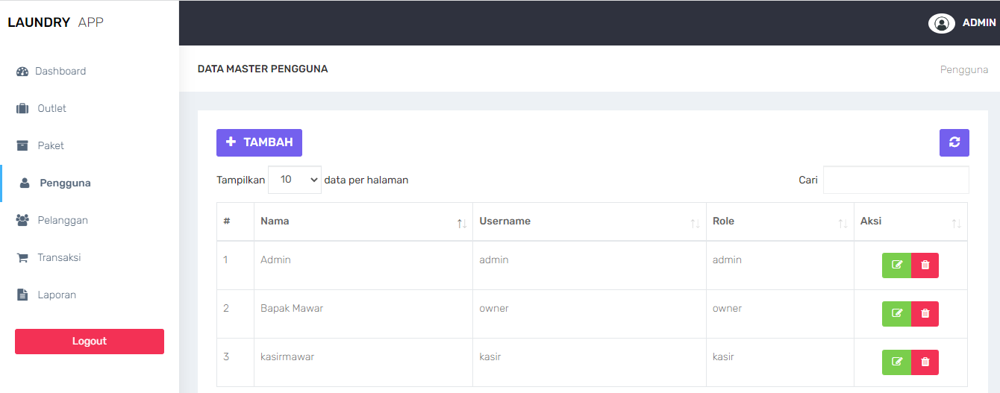 LAUNDRY APP
ADMIN
Dashboard
Outlet
Paket
Pengguna
Pelanggan
Transaksi
Laporan
Logout
DATA MASTER PENGGUNA
Pengguna
TAMBAH
Tampilkan 10 data per halaman
Cari
# Nama Username Role Aksi
1 Admin admin admin
2 Bapak Mawar owner owner
3 kasirmawar kasir kasir